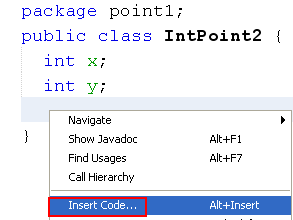 package point1;
public class IntPoint2 {
int x;
int y;
}
Navigate
Show Javadoc Alt+F1
Find Usages Alt+F7
Call Hierarchy
Insert Code... Alt+Insert